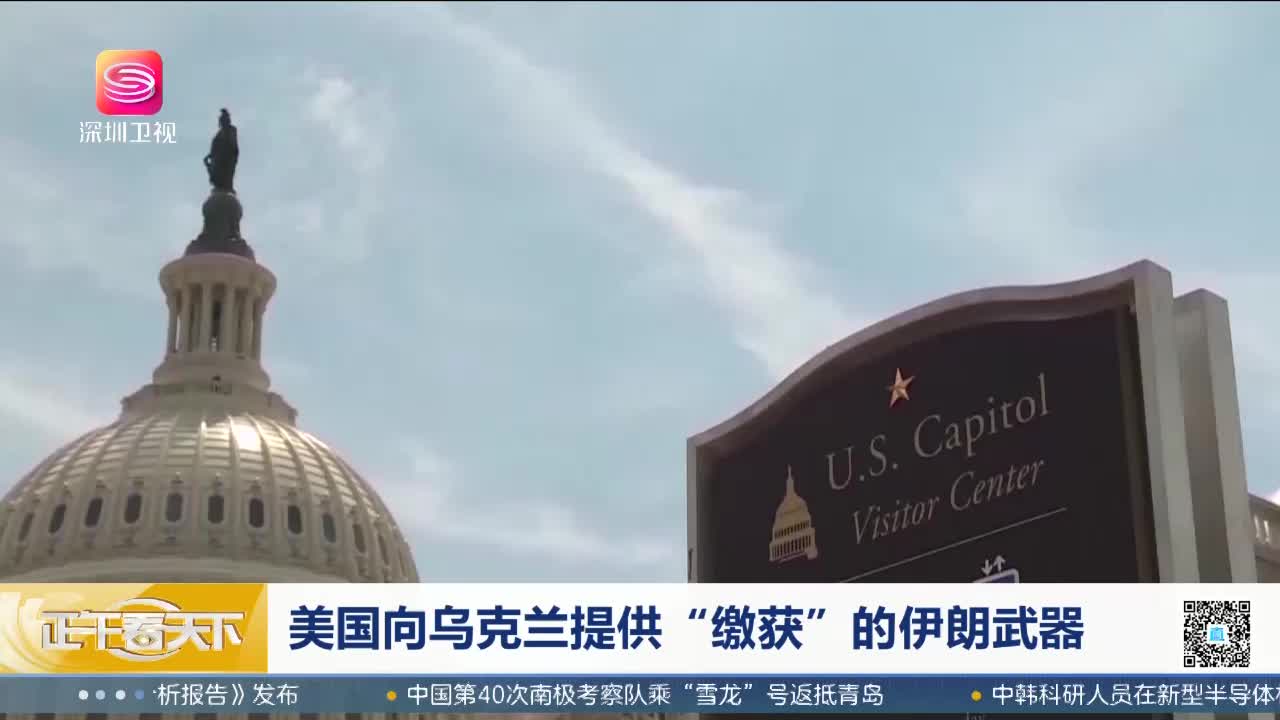 深圳卫视
U.S. Capitol
Visitor Center
正午看天下
美国向乌克兰提供“缴获”的伊朗武器
析报告》发布
中国第40次南极考察队乘“雪龙”号返抵青岛
中韩科研人员在新型半导体